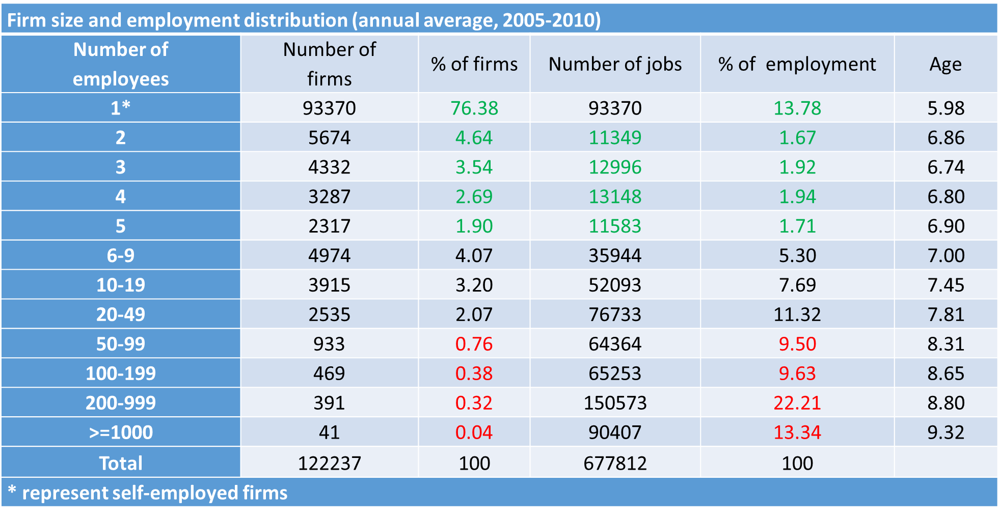 Firm size and employment distribution (annual average, 2005-2010)
Number of employees Number of firms % of firms Number of jobs % of employment Age
1* 93370 76.38 93370 13.78 5.98
2 5674 4.64 11349 1.67 6.86
3 4332 3.54 12996 1.92 6.74
4 3287 2.69 13148 1.94 6.80
5 2317 1.90 11583 1.71 6.90
6-9 4974 4.07 35944 5.30 7.00
10-19 3915 3.20 52093 7.69 7.45
20-49 2535 2.07 76733 11.32 7.81
50-99 933 0.76 64364 9.50 8.31
100-199 469 0.38 65253 9.63 8.65
200-999 391 0.32 150573 22.21 8.80
>=1000 41 0.04 90407 13.34 9.32
Total 122237 100 677812 100
* represent self-employed firms